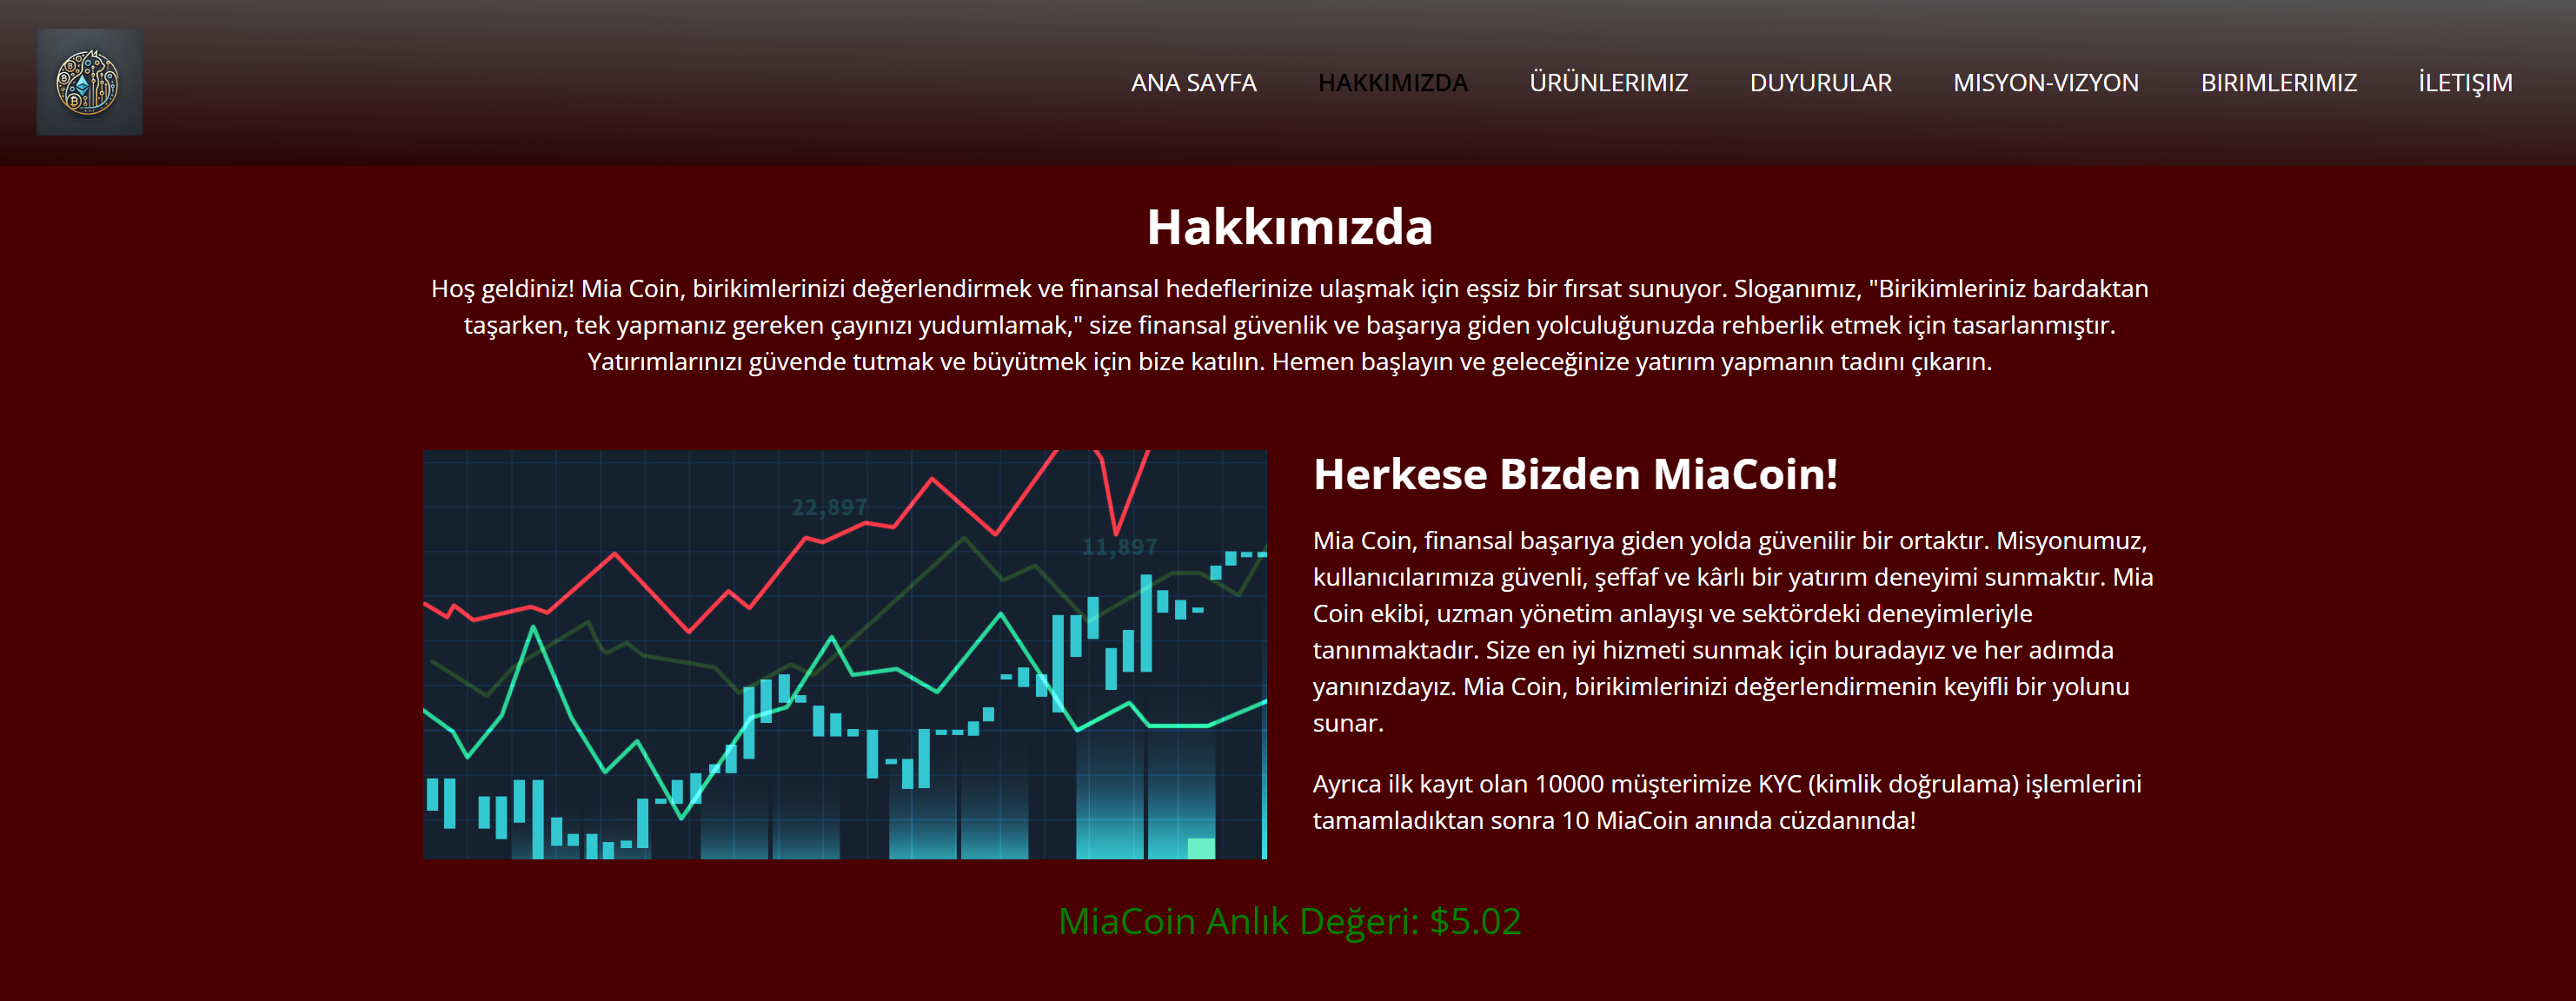 ANA SAYFA HAKKIMIZDA ÜRÜNLERIMIZ DUYURULAR MISYON-VIZYON BIRIMLERIMIZ İLETIŞIM
Hakkımızda
Hoş geldiniz! Mia Coin, birikimlerinizi değerlendirmek ve finansal hedeflerinize ulaşmak için eşsiz bir fırsat sunuyor. Sloganımız, "Birikimleriniz bardaktan
taşarken, tek yapmanız gereken çayınızı yudumlamak," size finansal güvenlik ve başarıya giden yolculuğunuzda rehberlik etmek için tasarlanmıştır.
Yatırımlarınızı güvende tutmak ve büyütmek için bize katılın. Hemen başlayın ve geleceğinize yatırım yapmanın tadını çıkarın.
22,897
11,897
Herkese Bizden MiaCoin!
Mia Coin, finansal başarıya giden yolda güvenilir bir ortaktır. Misyonumuz,
kullanıcılarımıza güvenli, şeffaf ve kârlı bir yatırım deneyimi sunmaktır. Mia
Coin ekibi, uzman yönetim anlayışı ve sektördeki deneyimleriyle
tanınmaktadır. Size en iyi hizmeti sunmak için buradayız ve her adımda
yanınızdayız. Mia Coin, birikimlerinizi değerlendirmenin keyifli bir yolunu
sunar.
Ayrıca ilk kayıt olan 10000 müşterimize KYC (kimlik doğrulama) işlemlerini
tamamladıktan sonra 10 MiaCoin anında cüzdanında!
MiaCoin Anlık Değeri: $5.02